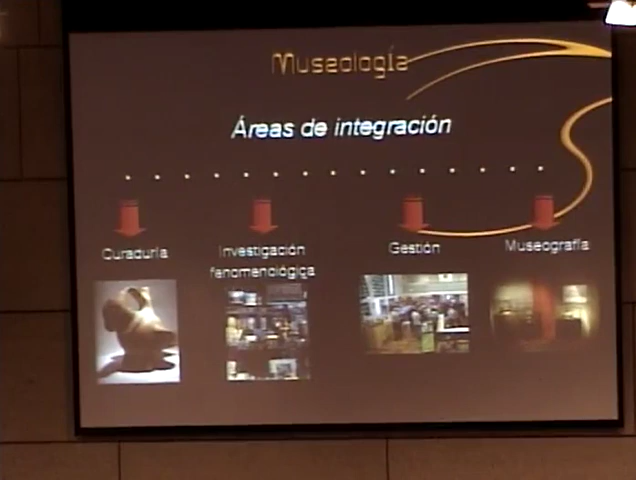 Museología
Áreas de integración
Curaduría
Investigación
fenomenológica
Gestión
Museografía